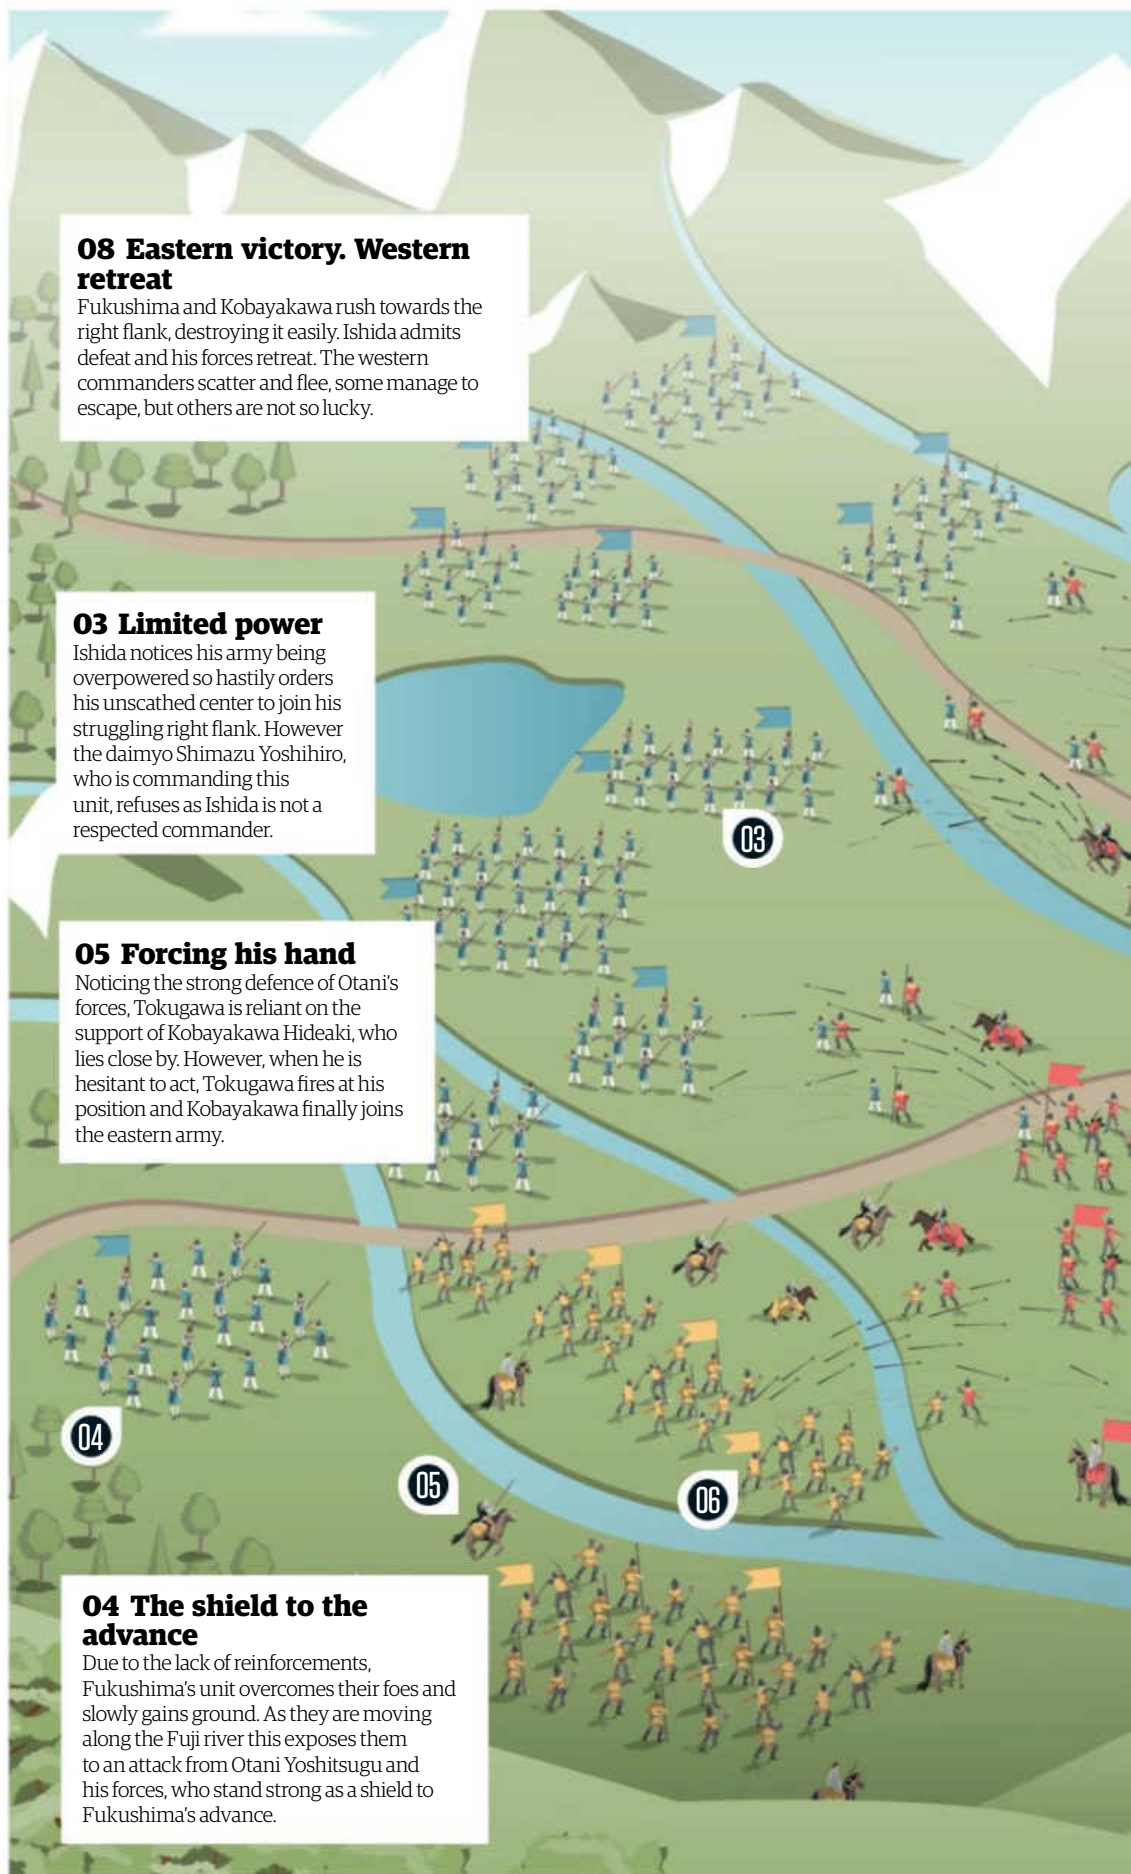 08 Eastern victory. Western
retreat
Fukushima and Kobayakawa rush towards the
right flank, destroying it easily. Ishida admits
defeat and his forces retreat. The western
commanders scatter and flee, some manage to
escape, but others are not so lucky.
03 Limited power
Ishida notices his army being
overpowered so hastily orders
his unscathed center to join his
struggling right flank. However
the daimyo Shimazu Yoshihiro,
who is commanding this
unit, refuses as Ishida is not a
respected commander.
03
05 Forcing his hand
Noticing the strong defence of Otani's
forces, Tokugawa is reliant on the
support of Kobayakawa Hideaki, who
lies close by. However, when he is
hesitant to act, Tokugawa fires at his
position and Kobayakawa finally joins
the eastern army.
04
05
06
04 The shield to the
advance
Due to the lack of reinforcements,
Fukushima's unit overcomes their foes and
slowly gains ground. As they are moving
along the Fuji river this exposes them
to an attack from Otani Yoshitsugu and
his forces, who stand strong as a shield to
Fukushima's advance.